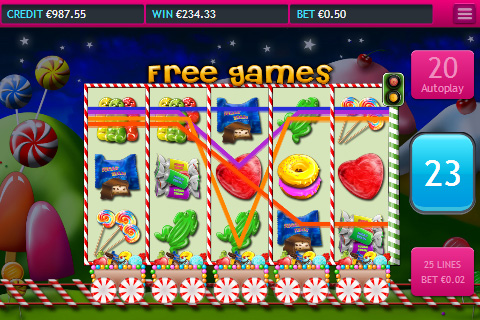 CREDIT €987.55
WIN €234.33
BET €0.50
Free games
20
Autoplay
23
25 LINES
BET €0.02